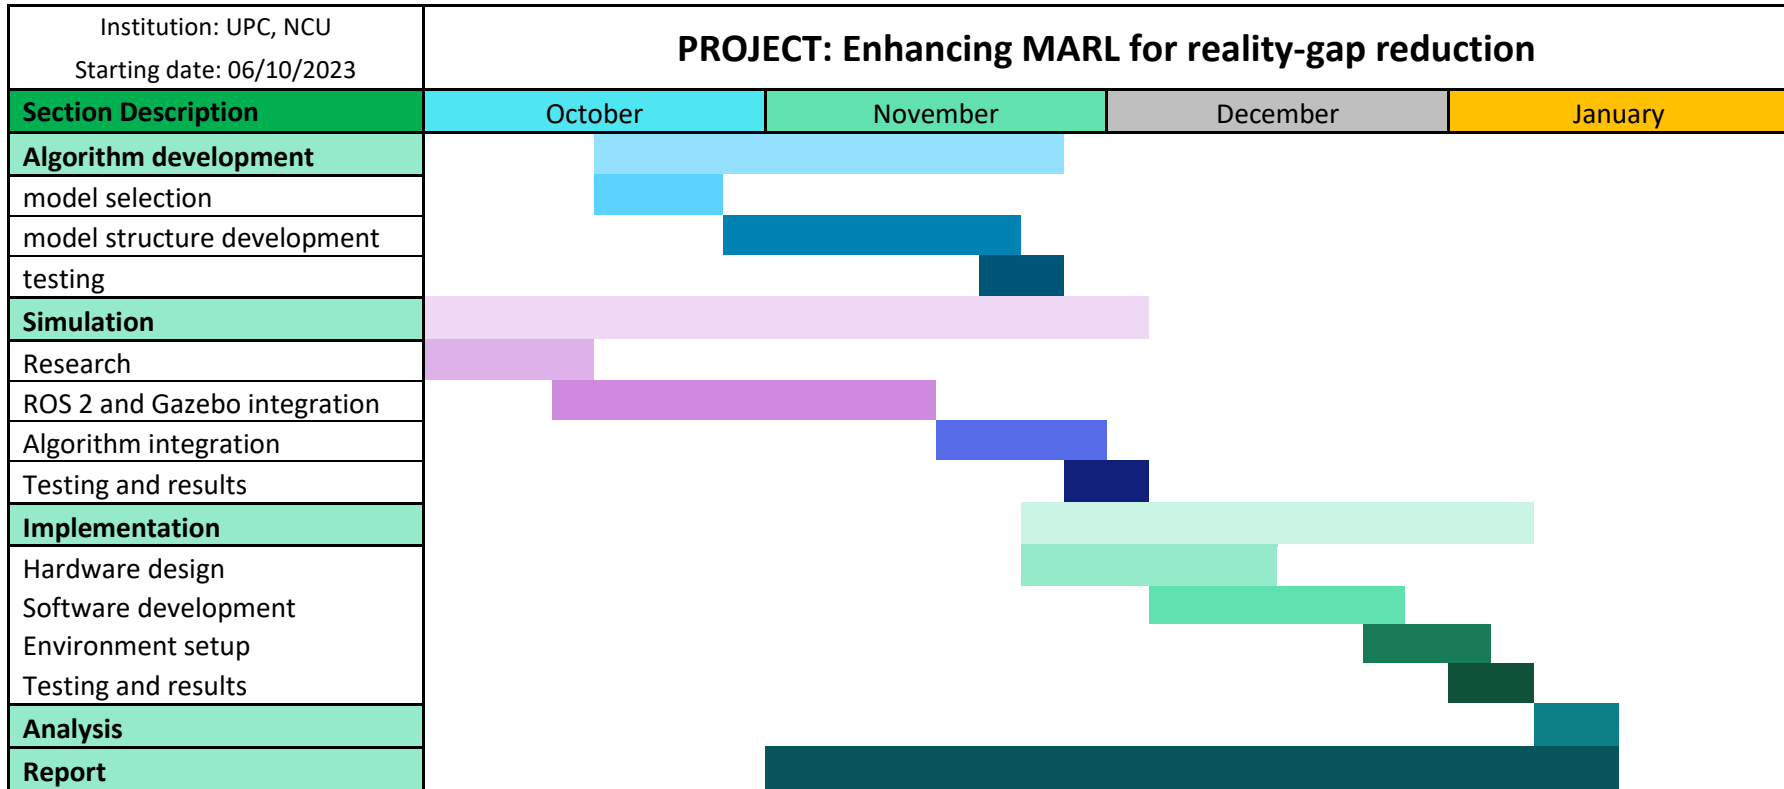 Institution: UPC, NCU
Starting date: 06/10/2023
PROJECT: Enhancing MARL for reality-gap reduction
Section Description
October
November
December
January
Algorithm development
model selection
model structure development
testing
Simulation
Research
ROS 2 and Gazebo integration
Algorithm integration
Testing and results
Implementation
Hardware design
Software development
Environment setup
Testing and results
Analysis
Report